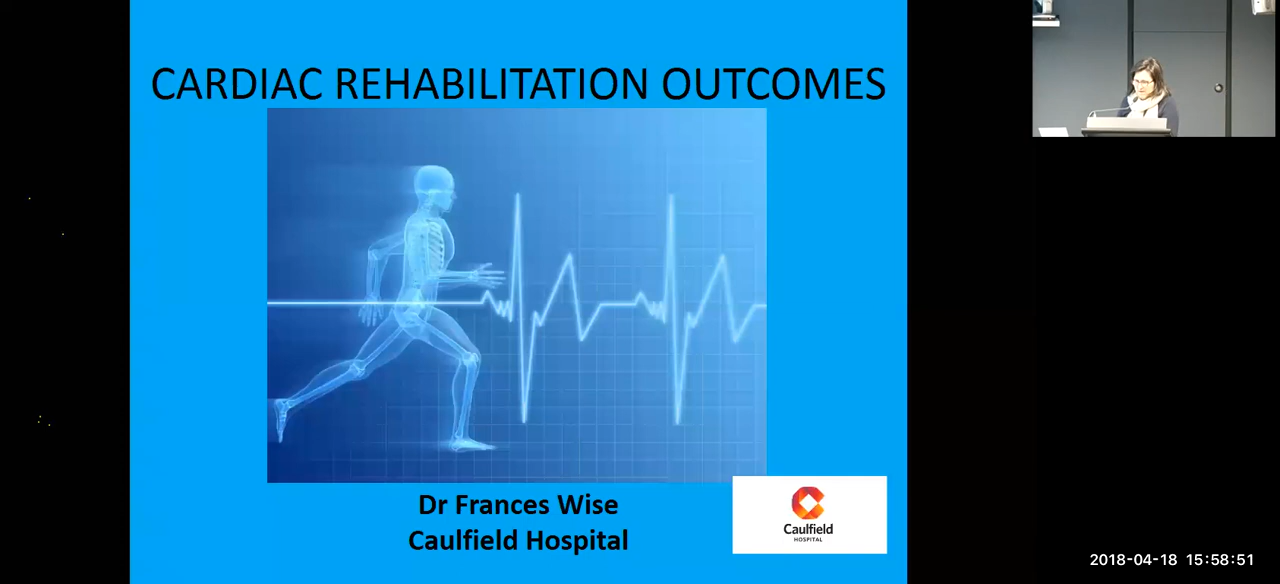 CARDIAC REHABILITATION OUTCOMES
Dr Frances Wise
Caulfield Hospital
Caulfield
HOSPITAL
2018-04-18 15:58:51